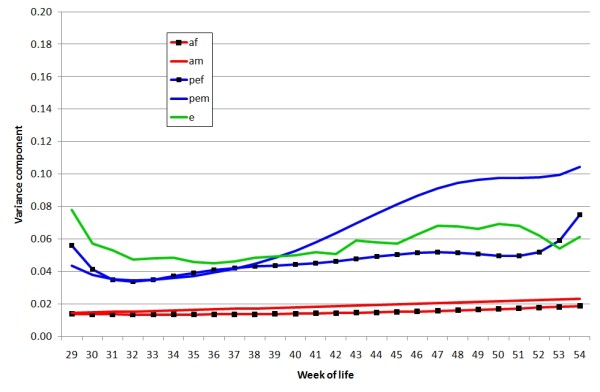 0.20
0.18
0.16
0.14
0.12
0.10
0.08
0.06
0.04
0.02
0.00
Variance component
af
am
pef
pem
e
29 30 31 32 33 34 35 36 37 38 39 40 41 42 43 44 45 46 47 48 49 50 51 52 53 54
Week of life